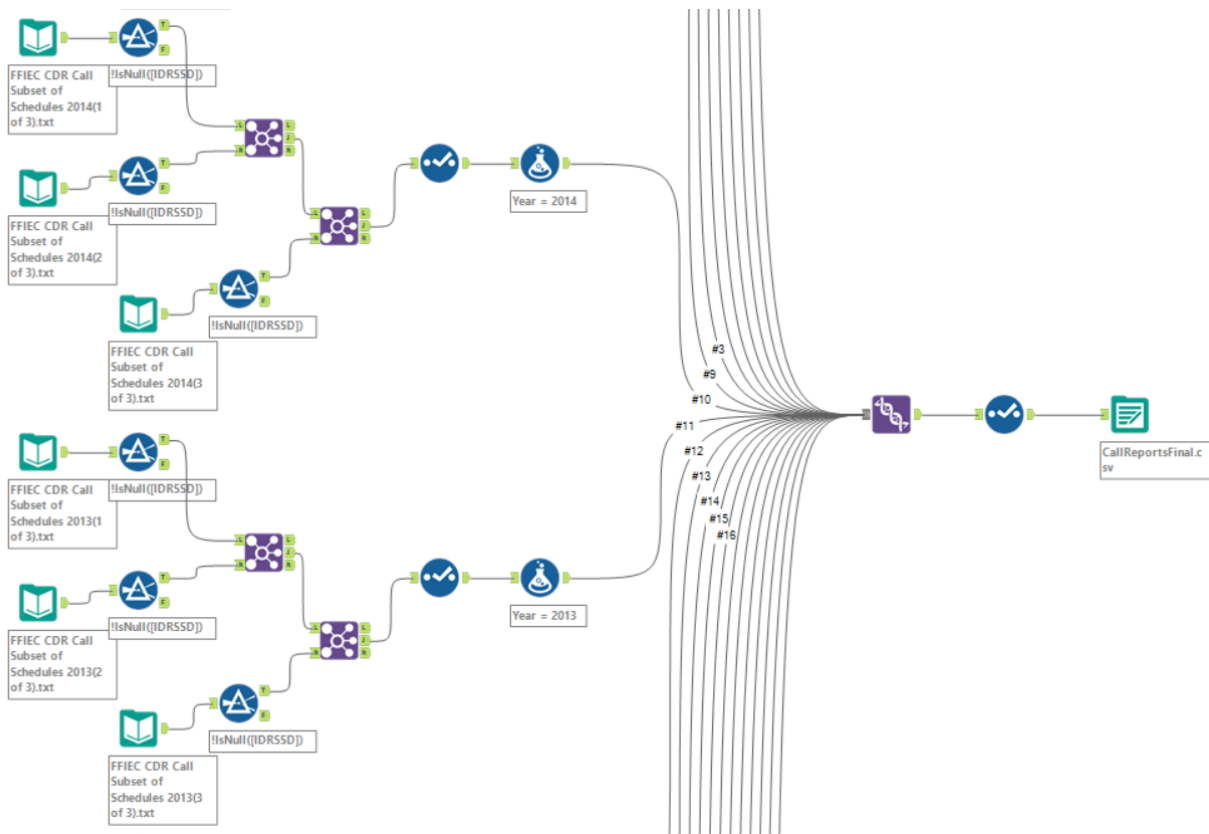 FFIEC CDR Call
Subset of
Schedules 2014(1
of 3).txt
!IsNull([IDRSSD])
T
F
FFIEC CDR Call
Subset of
Schedules 2014(2
of 3).txt
!IsNull([IDRSSD])
T
F
L
R
L
J
R
FFIEC CDR Call
Subset of
Schedules 2014(3
of 3).txt
!IsNull([IDRSSD])
T
F
L
R
L
J
R
Year = 2014
#3
#9
#10
#11
#12
#13
#14
#15
#16
CallReportsFinal.c
sv
FFIEC CDR Call
Subset of
Schedules 2013(1
of 3).txt
!IsNull([IDRSSD])
T
F
FFIEC CDR Call
Subset of
Schedules 2013(2
of 3).txt
!IsNull([IDRSSD])
T
F
L
R
L
J
R
FFIEC CDR Call
Subset of
Schedules 2013(3
of 3).txt
!IsNull([IDRSSD])
T
F
L
R
L
J
R
Year = 2013